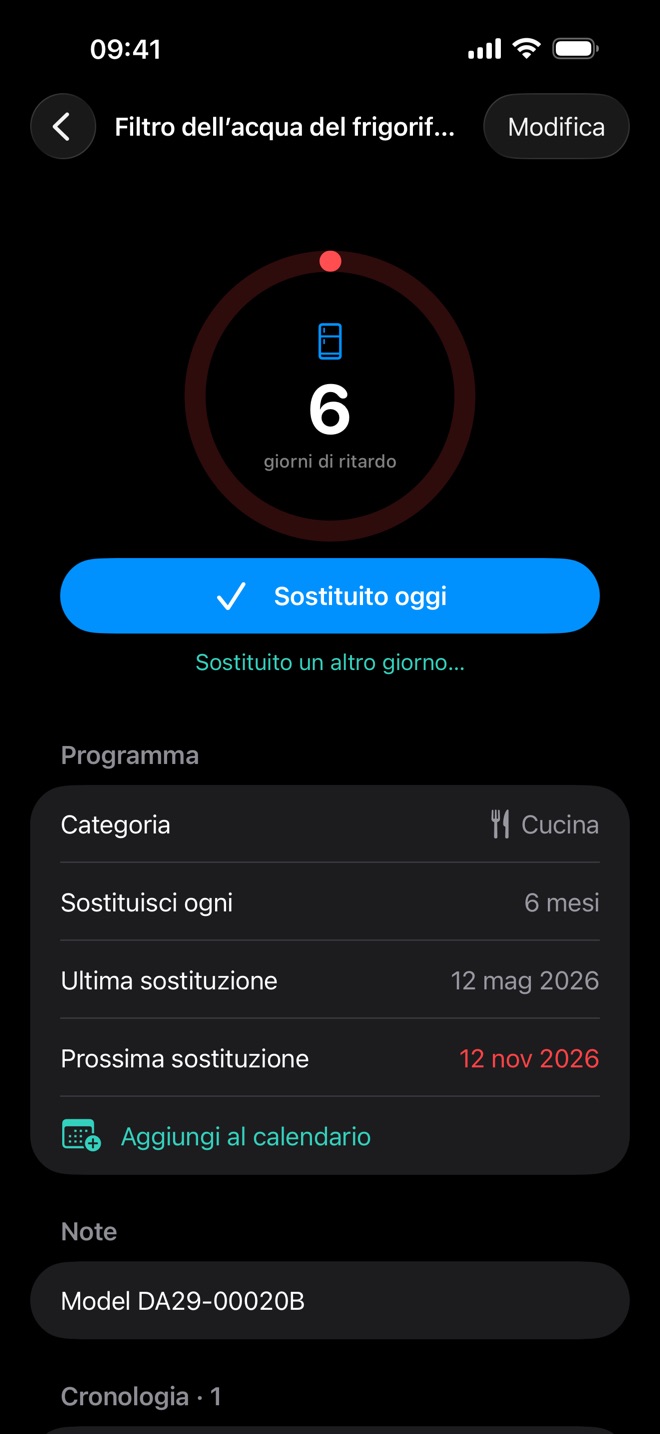 09:41
Filtro dell’acqua del frigorif…
Modifica
6
giorni di ritardo
Sostituito oggi
Sostituito un altro giorno…
Programma
Categoria
Cucina
Sostituisci ogni
6 mesi
Ultima sostituzione
12 mag 2026
Prossima sostituzione
12 nov 2026
Aggiungi al calendario
Note
Model DA29-00020B
Cronologia · 1